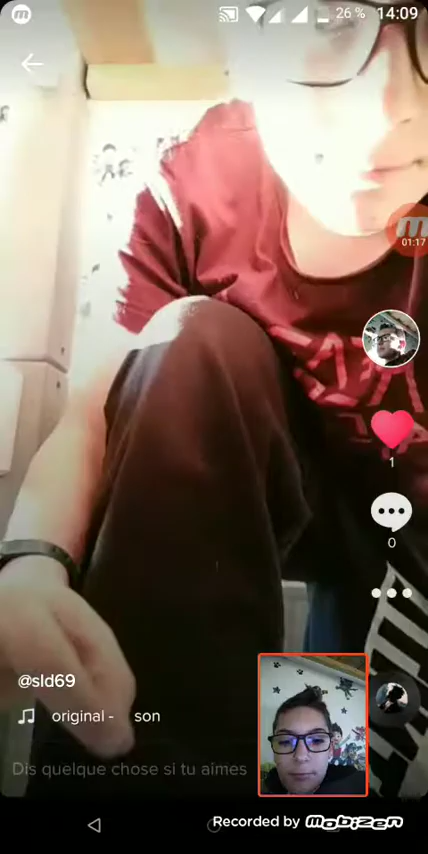 26 % 14:09
01:17
1
0
@sld69
original - son
Dis quelque chose si tu aimes
Recorded by mobizen